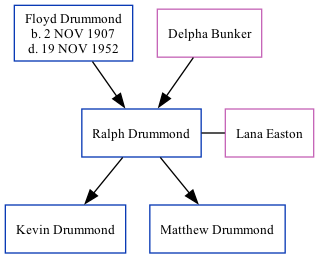 Floyd Drummond
b. 2 NOV 1907
d. 19 NOV 1952
Delpha Bunker
Ralph Drummond
Lana Easton
Kevin Drummond
Matthew Drummond